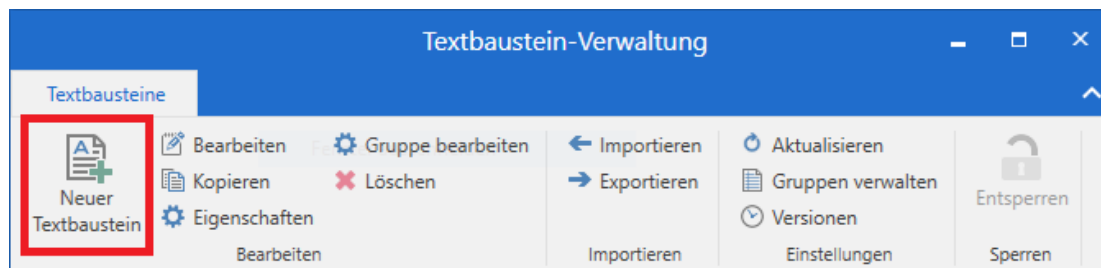 Textbaustein-Verwaltung
Textbausteine
Neuer
Textbaustein
Bearbeiten
Kopieren
Eigenschaften
Gruppe bearbeiten
Löschen
Bearbeiten
Importieren
Exportieren
Importieren
Aktualisieren
Gruppen verwalten
Versionen
Einstellungen
Entsperren
Sperren